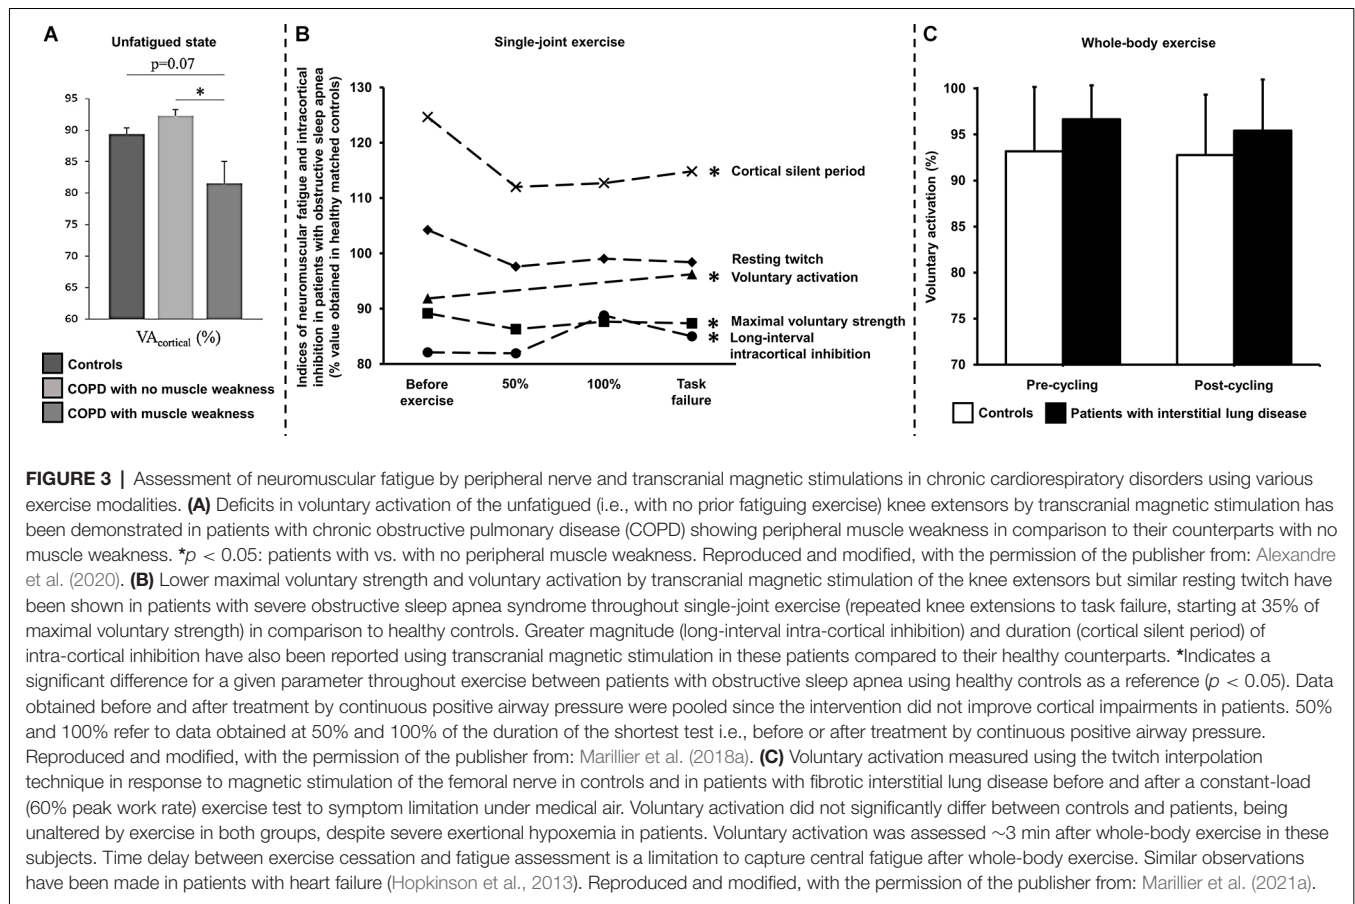 A
Unfatigued state
p=0.07
*
95
90
85
80
75
70
65
60
VAcortical (%)
Controls
COPD with no muscle weakness
COPD with muscle weakness
B
Single-joint exercise
Indices of neuromuscular fatigue and intracortical
inhibition in patients with obstructive sleep apnea
(% value obtained in healthy matched controls)
130
120
110
100
90
80
* Cortical silent period
Resting twitch
* Voluntary activation
* Maximal voluntary strength
* Long-interval
intracortical inhibition
Before
exercise
50%
100%
Task
failure
C
Whole-body exercise
Voluntary activation (%)
100
95
90
85
80
75
70
Pre-cycling
Post-cycling
Controls
Patients with interstitial lung disease
FIGURE 3 | Assessment of neuromuscular fatigue by peripheral nerve and transcranial magnetic stimulations in chronic cardiorespiratory disorders using various
exercise modalities. (A) Deficits in voluntary activation of the unfatigued (i.e., with no prior fatiguing exercise) knee extensors by transcranial magnetic stimulation has
been demonstrated in patients with chronic obstructive pulmonary disease (COPD) showing peripheral muscle weakness in comparison to their counterparts with no
muscle weakness. *p < 0.05: patients with vs. with no peripheral muscle weakness. Reproduced and modified, with the permission of the publisher from: Alexandre
et al. (2020). (B) Lower maximal voluntary strength and voluntary activation by transcranial magnetic stimulation of the knee extensors but similar resting twitch have
been shown in patients with severe obstructive sleep apnea syndrome throughout single-joint exercise (repeated knee extensions to task failure, starting at 35% of
maximal voluntary strength) in comparison to healthy controls. Greater magnitude (long-interval intra-cortical inhibition) and duration (cortical silent period) of
intra-cortical inhibition have also been reported using transcranial magnetic stimulation in these patients compared to their healthy counterparts. *Indicates a
significant difference for a given parameter throughout exercise between patients with obstructive sleep apnea using healthy controls as a reference (p < 0.05). Data
obtained before and after treatment by continuous positive airway pressure were pooled since the intervention did not improve cortical impairments in patients. 50%
and 100% refer to data obtained at 50% and 100% of the duration of the shortest test i.e., before or after treatment by continuous positive airway pressure.
Reproduced and modified, with the permission of the publisher from: Marillier et al. (2018a). (C) Voluntary activation measured using the twitch interpolation
technique in response to magnetic stimulation of the femoral nerve in controls and in patients with fibrotic interstitial lung disease before and after a constant-load
(60% peak work rate) exercise test to symptom limitation under medical air. Voluntary activation did not significantly differ between controls and patients, being
unaltered by exercise in both groups, despite severe exertional hypoxemia in patients. Voluntary activation was assessed ∼3 min after whole-body exercise in these
subjects. Time delay between exercise cessation and fatigue assessment is a limitation to capture central fatigue after whole-body exercise. Similar observations
have been made in patients with heart failure (Hopkinson et al., 2013). Reproduced and modified, with the permission of the publisher from: Marillier et al. (2021a).